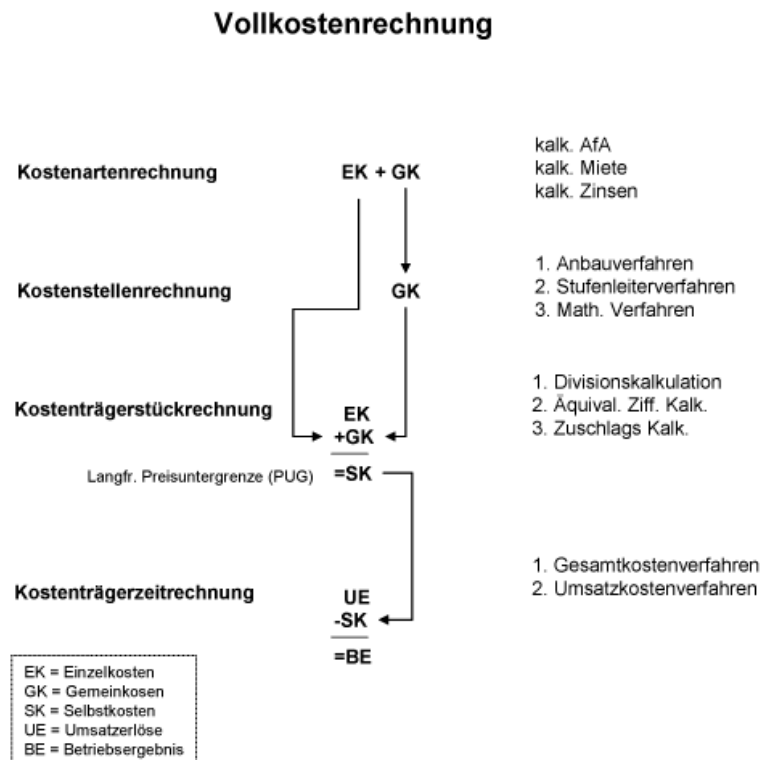 Vollkostenrechnung
Kostenartenrechnung
EK + GK
kalk. AfA
kalk. Miete
kalk. Zinsen
Kostenstellenrechnung
GK
1. Anbauverfahren
2. Stufenleiterverfahren
3. Math. Verfahren
Kostenträgerstückrechnung
EK
+GK
Langfr. Preisuntergrenze (PUG)
=SK
1. Divisionskalkulation
2. Äquival. Ziff. Kalk.
3. Zuschlags Kalk.
Kostenträgerzeitrechnung
UE
-SK
=BE
1. Gesamtkostenverfahren
2. Umsatzkostenverfahren
EK = Einzelkosten
GK = Gemeinkosen
SK = Selbstkosten
UE = Umsatzerlöse
BE = Betriebsergebnis